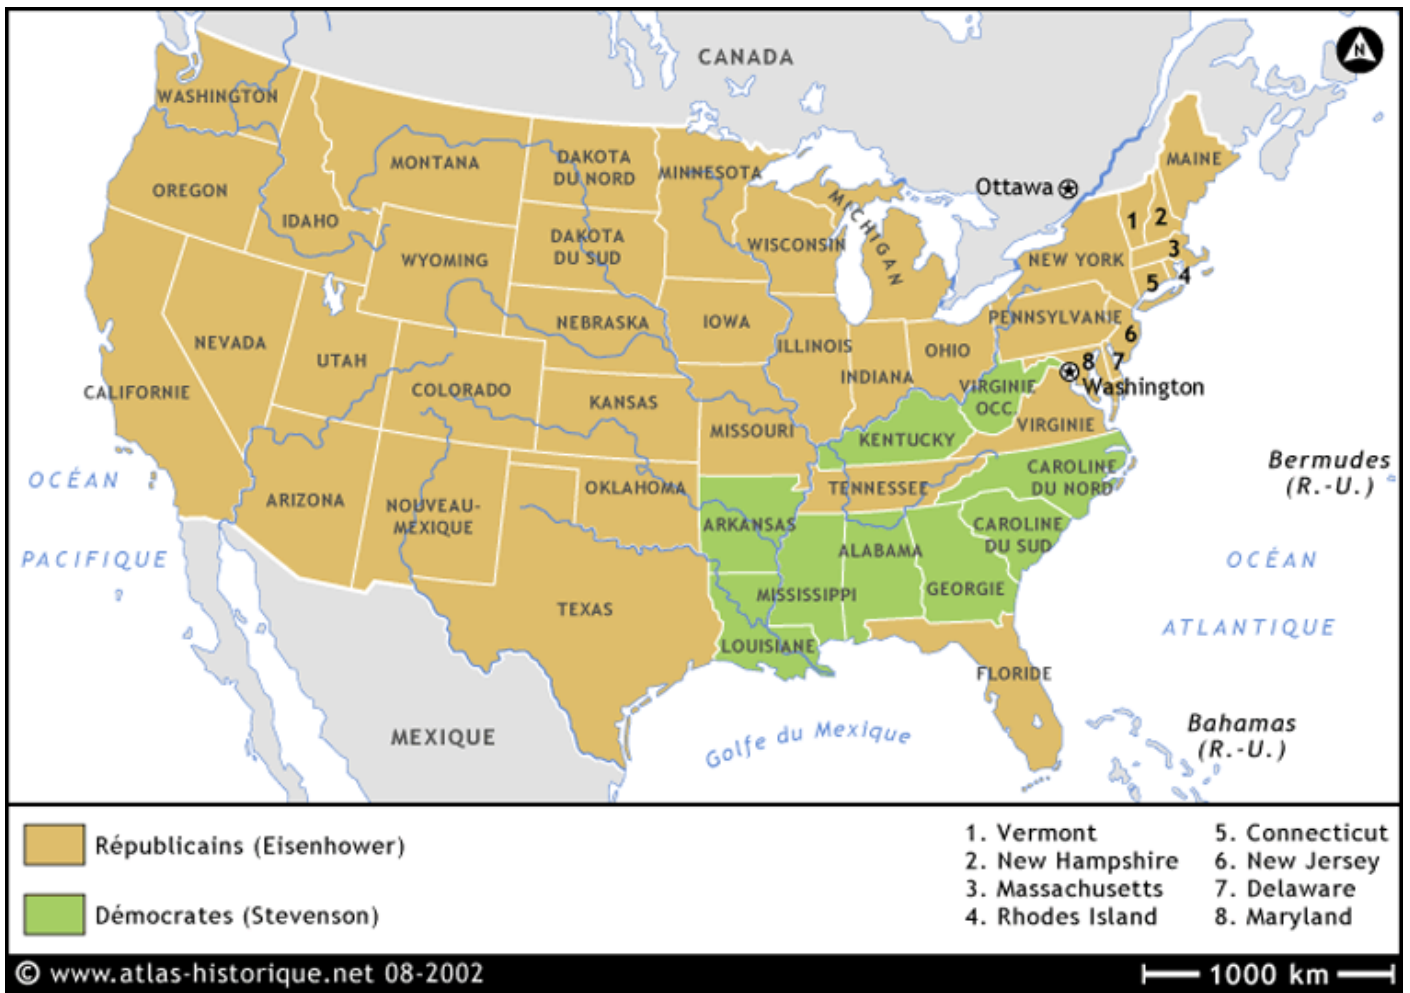 CANADA
N
WASHINGTON
MONTANA
DAKOTA
DU NORD
MINNESOTA
MAINE
Ottawa
OREGON
IDAHO
MICHIGAN
1
2
WYOMING
DAKOTA
DU SUD
WISCONSIN
NEW YORK
3
4
5
NEVADA
UTAH
NEBRASKA
IOWA
ILLINOIS
INDIANA
OHIO
PENNSYLVANIE
6
7
8
Washington
CALIFORNIE
COLORADO
KANSAS
MISSOURI
KENTUCKY
VIRGINIE
OCC.
VIRGINIE
OCÉAN
PACIFIQUE
ARIZONA
NOUVEAU-
MEXIQUE
OKLAHOMA
ARKANSAS
TENNESSEE
CAROLINE
DU NORD
CAROLINE
DU SUD
Bermudes
(R.-U.)
TEXAS
LOUISIANE
MISSISSIPPI
ALABAMA
GEORGIE
OCÉAN
ATLANTIQUE
FLORIDE
MEXIQUE
Golfe du Mexique
Bahamas
(R.-U.)
Républicains (Eisenhower)
Démocrates (Stevenson)
1. Vermont
2. New Hampshire
3. Massachusetts
4. Rhodes Island
5. Connecticut
6. New Jersey
7. Delaware
8. Maryland
© www.atlas-historique.net 08-2002
1000 km